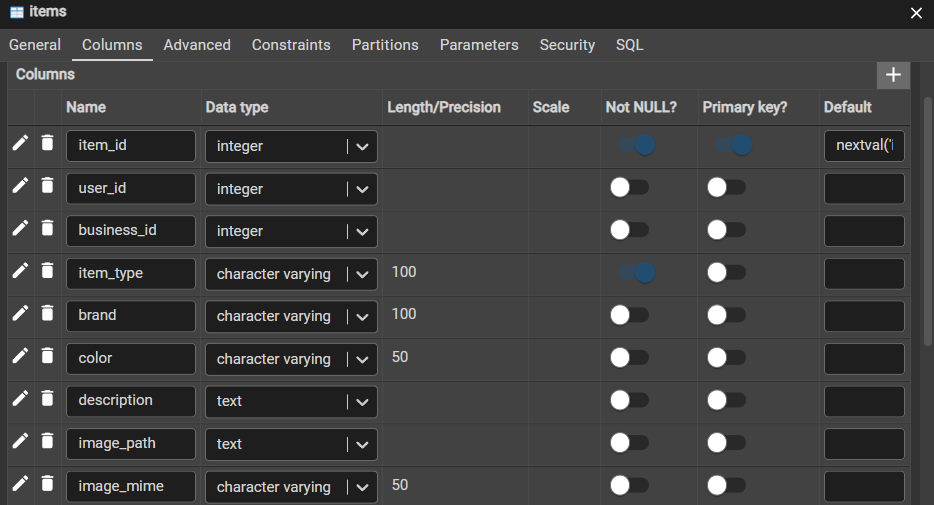 items
General Columns Advanced Constraints Partitions Parameters Security SQL
Columns
Name Data type Length/Precision Scale Not NULL? Primary key? Default
item_id integer nextval('i
user_id integer
business_id integer
item_type character varying 100
brand character varying 100
color character varying 50
description text
image_path text
image_mime character varying 50